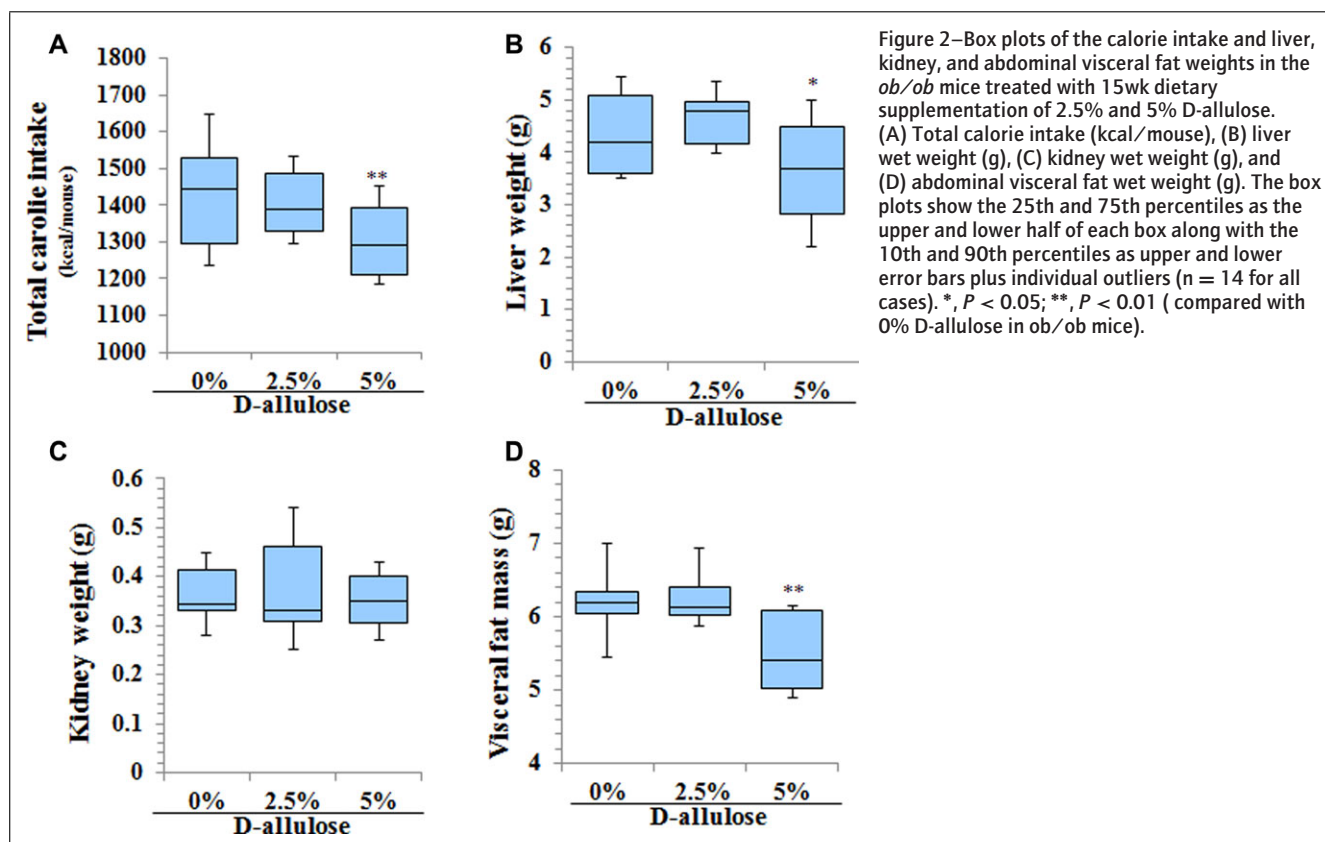 A
1800
1700
1600
1500
1400
1300
1200
1100
1000
Total carolie intake
(kcal/mouse)
**
0% 2.5% 5%
D-allulose
B
6
5
4
3
2
1
0
Liver weight (g)
*
0% 2.5% 5%
D-allulose
Figure 2–Box plots of the calorie intake and liver,
kidney, and abdominal visceral fat weights in the
ob/ob mice treated with 15wk dietary
supplementation of 2.5% and 5% D-allulose.
(A) Total calorie intake (kcal/mouse), (B) liver
wet weight (g), (C) kidney wet weight (g), and
(D) abdominal visceral fat wet weight (g). The box
plots show the 25th and 75th percentiles as the
upper and lower half of each box along with the
10th and 90th percentiles as upper and lower
error bars plus individual outliers (n = 14 for all
cases). *, P < 0.05; **, P < 0.01 ( compared with
0% D-allulose in ob/ob mice).
C
0.6
0.5
0.4
0.3
0.2
0.1
0
Kidney weight (g)
0% 2.5% 5%
D-allulose
D
8
7
6
5
4
Visceral fat mass (g)
**
0% 2.5% 5%
D-allulose